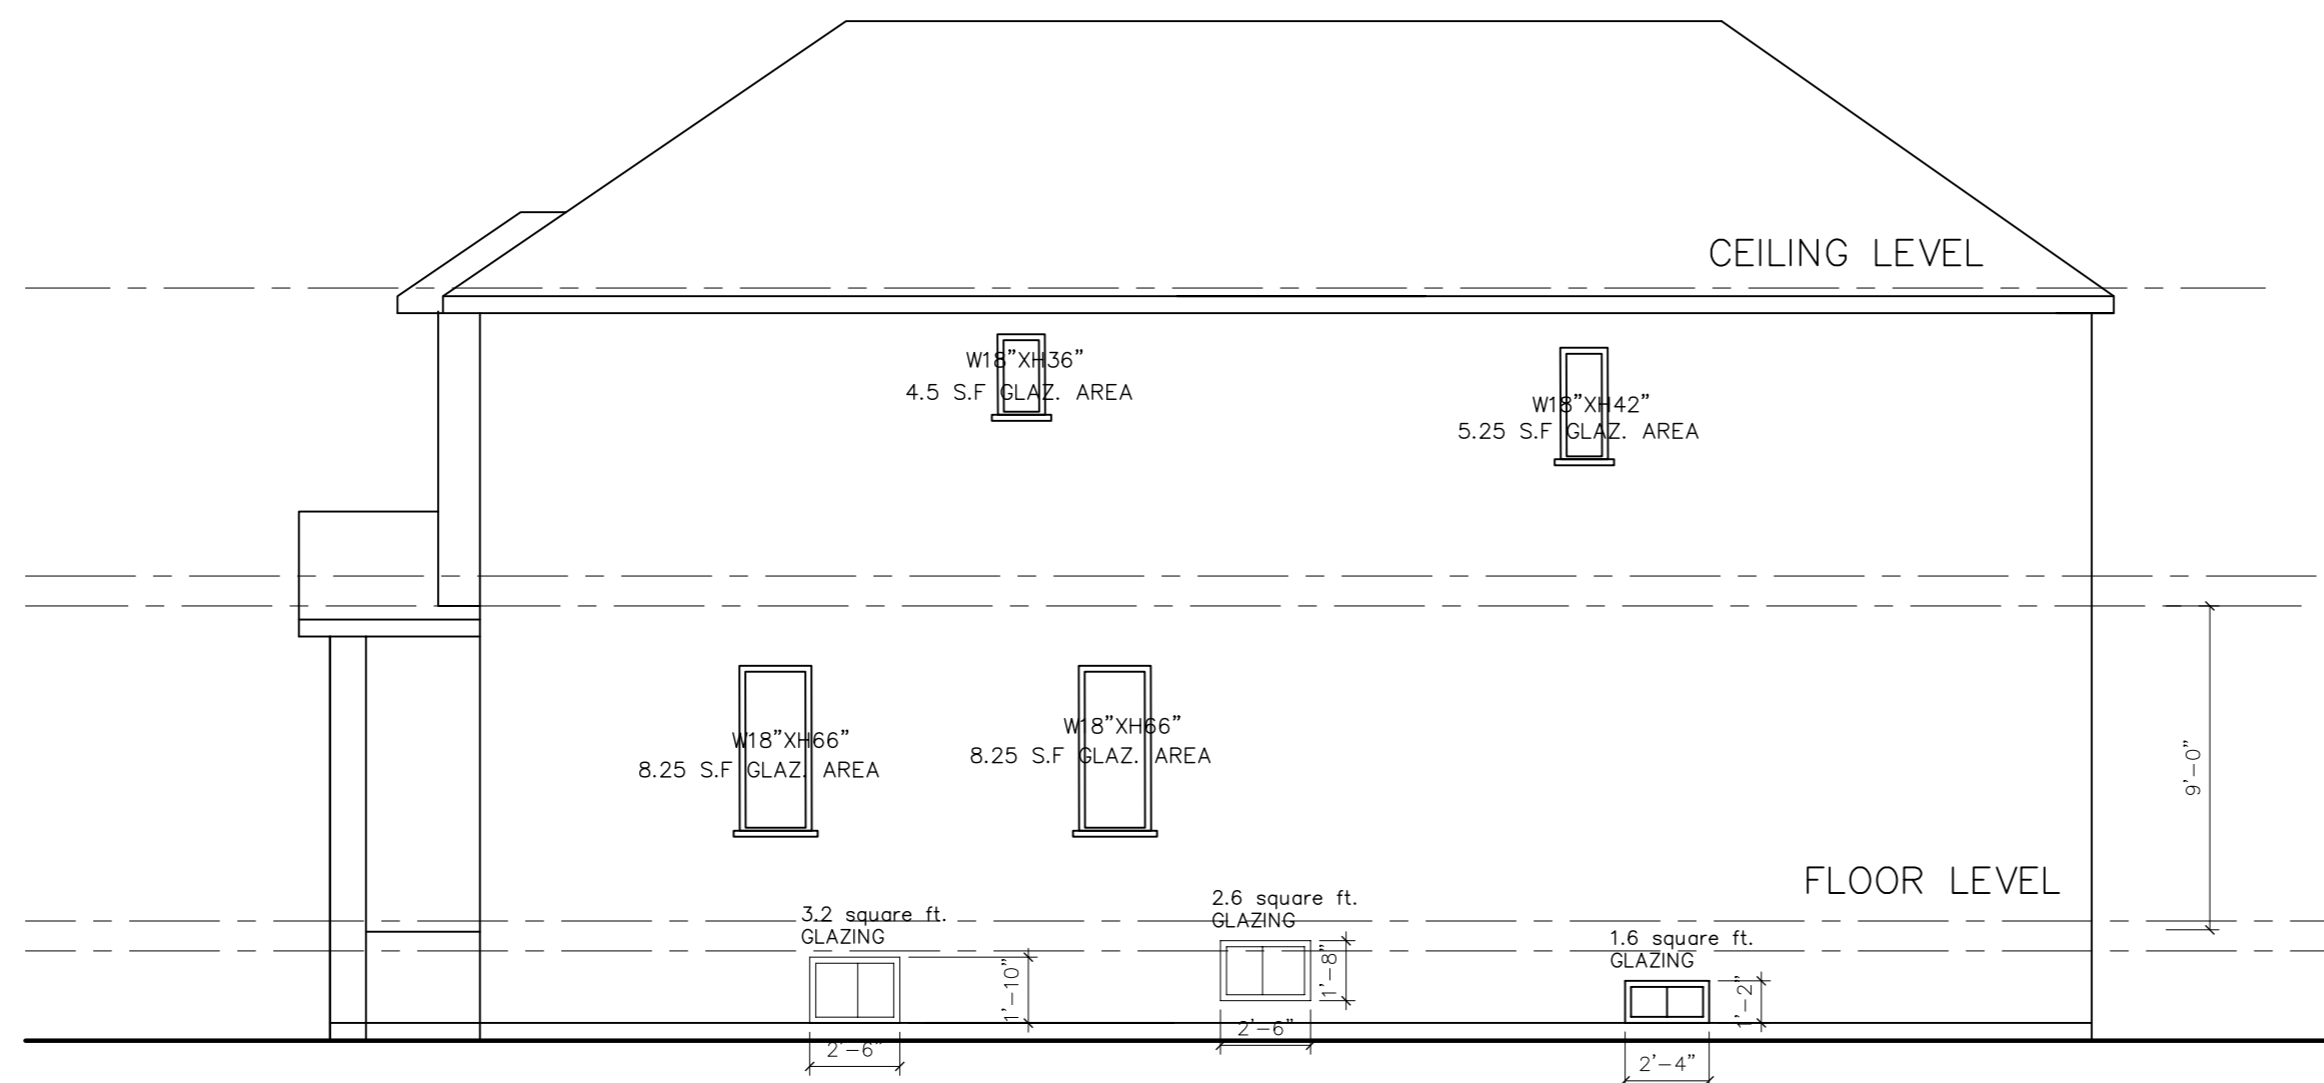 CEILING LEVEL
W18”XH36”
4.5 S.F GLAZ. AREA
W18”XH42”
5.25 S.F GLAZ. AREA
W18”XH66”
8.25 S.F GLAZ. AREA
W18”XH66”
8.25 S.F GLAZ. AREA
9'-0”
FLOOR LEVEL
3.2 square ft.
GLAZING
2.6 square ft.
GLAZING
1.6 square ft.
GLAZING
1'-10”
1'-8”
1'-2”
2'-6”
2'-6”
2'-4”